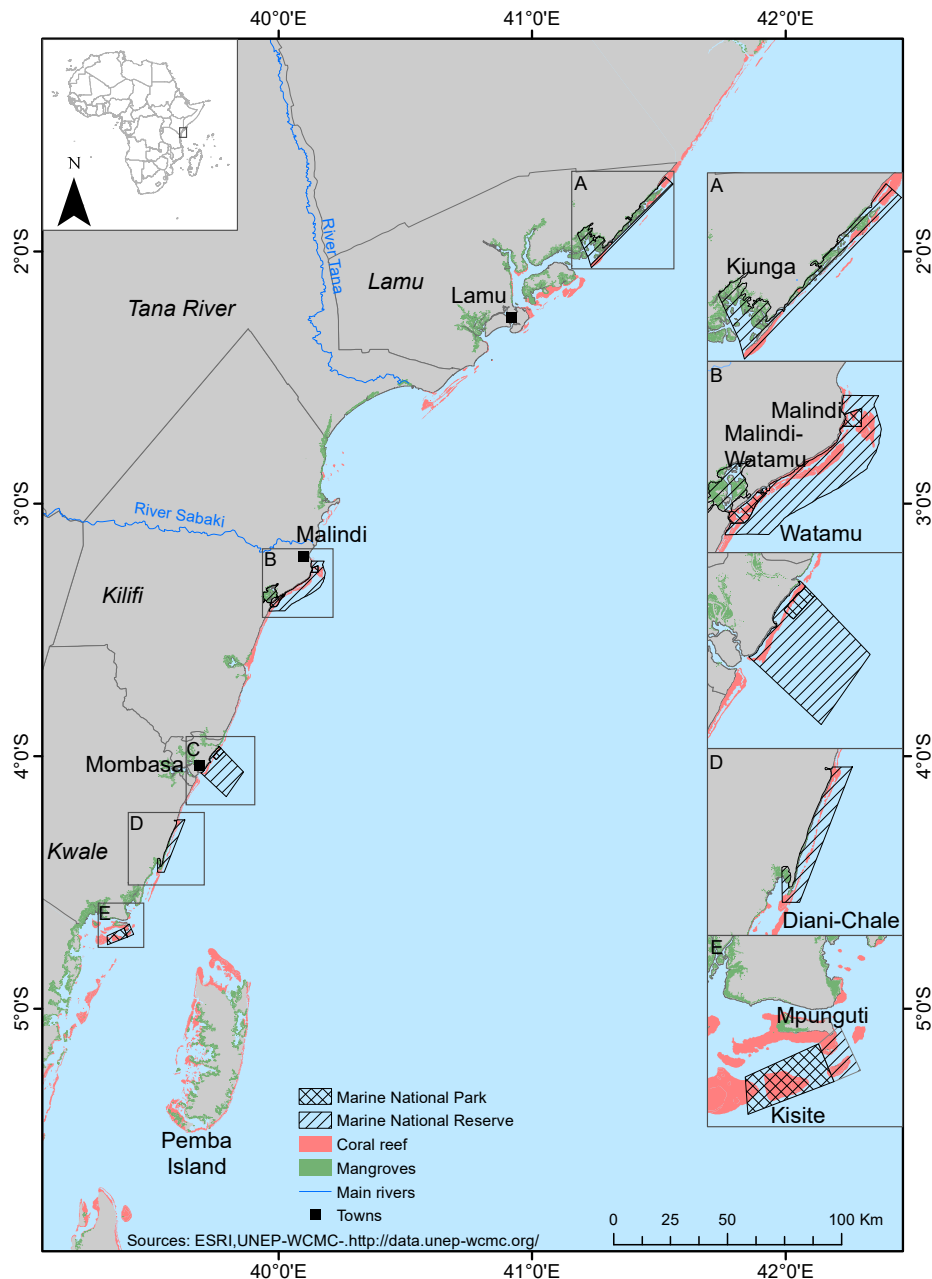 40°0'E
41°0'E
42°0'E
N
2°0'S
3°0'S
4°0'S
5°0'S
River Tana
Tana River
Lamu
Lamu
A
River Sabaki
Malindi
B
Kilifi
C
Mombasa
D
Kwale
E
Pemba
Island
A
Kiunga
B
Malindi
Malindi-
Watamu
Watamu
D
Diani-Chale
E
Mpunguti
Kisite
2°0'S
3°0'S
4°0'S
5°0'S
Marine National Park
Marine National Reserve
Coral reef
Mangroves
Main rivers
Towns
0 25 50 100 Km
Sources: ESRI,UNEP-WCMC-.http://data.unep-wcmc.org/
40°0'E
41°0'E
42°0'E